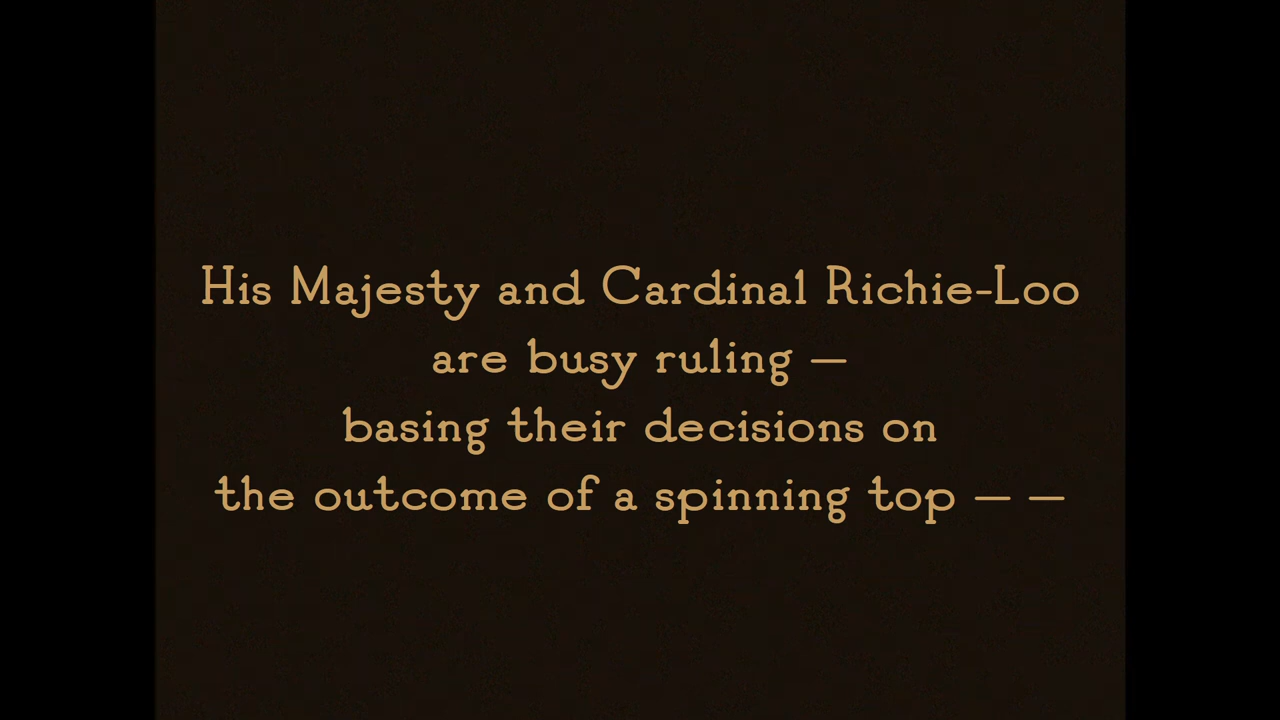 His Majesty and Cardinal Richie-Loo
are busy ruling —
basing their decisions on
the outcome of a spinning top — —